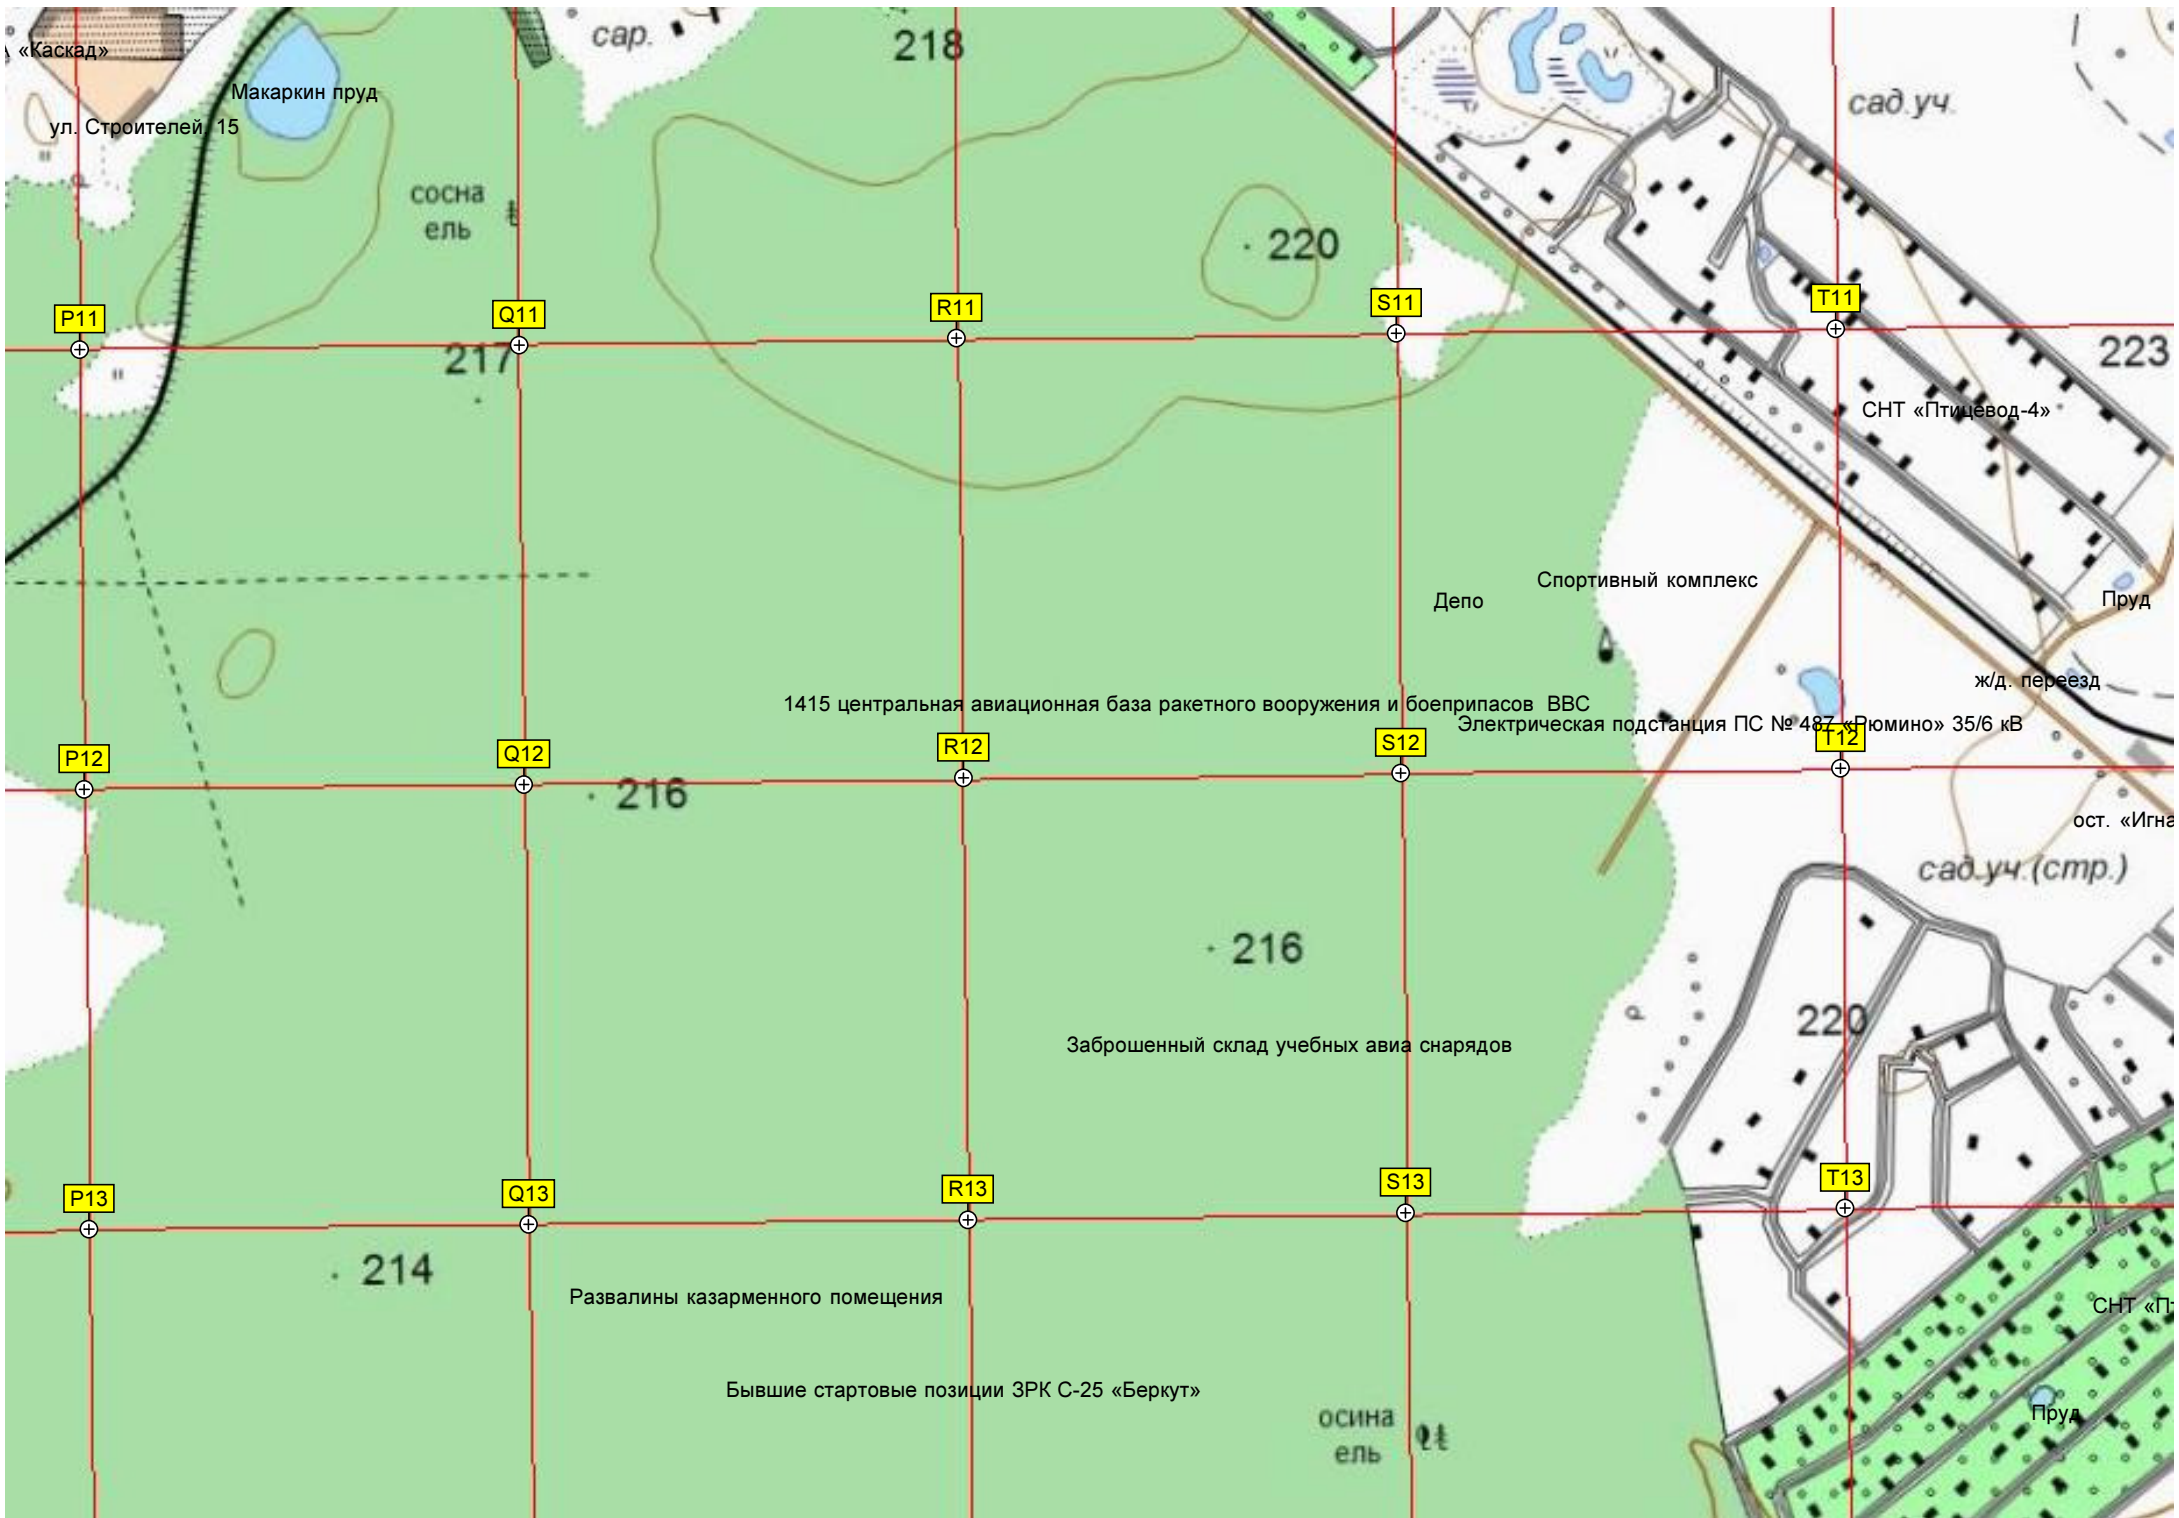 сар.
218
«Каскад»
Макаркин пруд
сад.уч.
ул. Строителей, 15
сосна
ель
220
P11
Q11
R11
S11
T11
217
223
СНТ «Птицевод-4»
Спортивный комплекс
Депо
Пруд
ж/д. переезд
1415 центральная авиационная база ракетного вооружения и боеприпасов ВВС
Электрическая подстанция ПС № 487 «Рюмино» 35/6 кВ
P12
Q12
R12
S12
T12
216
ост. «Игна
сад.уч.(стр.)
216
220
Заброшенный склад учебных авиа снарядов
P13
Q13
R13
S13
T13
214
Развалины казарменного помещения
СНТ «П
Бывшие стартовые позиции ЗРК С-25 «Беркут»
осина
ель
Пруд